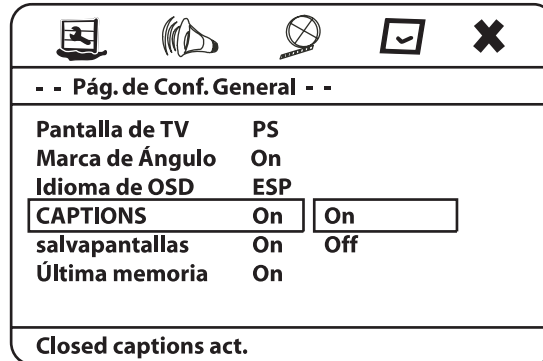 - - Pág. de Conf. General - -
Pantalla de TV PS
Marca de Ángulo On
Idioma de OSD ESP
CAPTIONS On On
salvapantallas On Off
Última memoria On
Closed captions act.